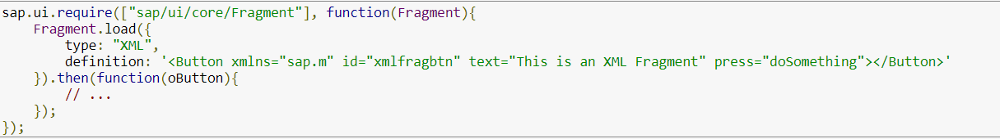 sap.ui.require(["sap/ui/core/Fragment"], function(Fragment){
    Fragment.load({
        type: "XML",
        definition: '<Button xmlns="sap.m" id="xmlfragbtn" text="This is an XML Fragment" press="doSomething"></Button>'
    }).then(function(oButton){
        // ...
    });
});